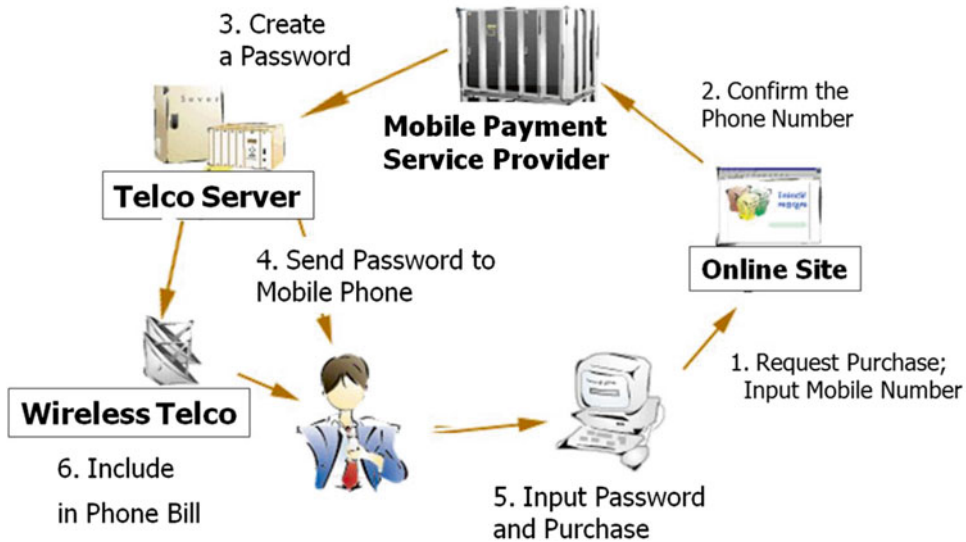 3. Create
a Password
Mobile Payment
Service Provider
2. Confirm the
Phone Number
Telco Server
4. Send Password to
Mobile Phone
Online Site
1. Request Purchase;
Input Mobile Number
Wireless Telco
6. Include
in Phone Bill
5. Input Password
and Purchase